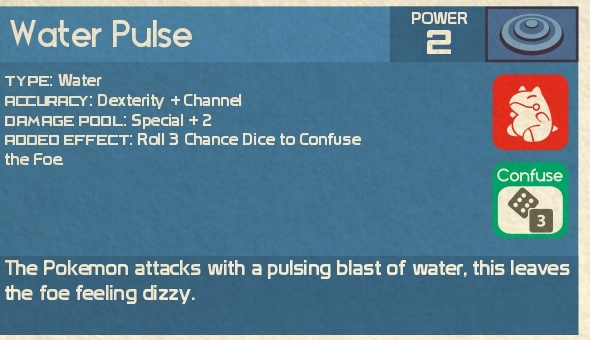 Water Pulse
POWER
2
TYPE: Water
ACCURACY: Dexterity + Channel
DAMAGE POOL: Special + 2
ADDED EFFECT: Roll 3 Chance Dice to Confuse
the Foe
Confuse
3
The Pokemon attacks with a pulsing blast of water, this leaves
the foe feeling dizzy.